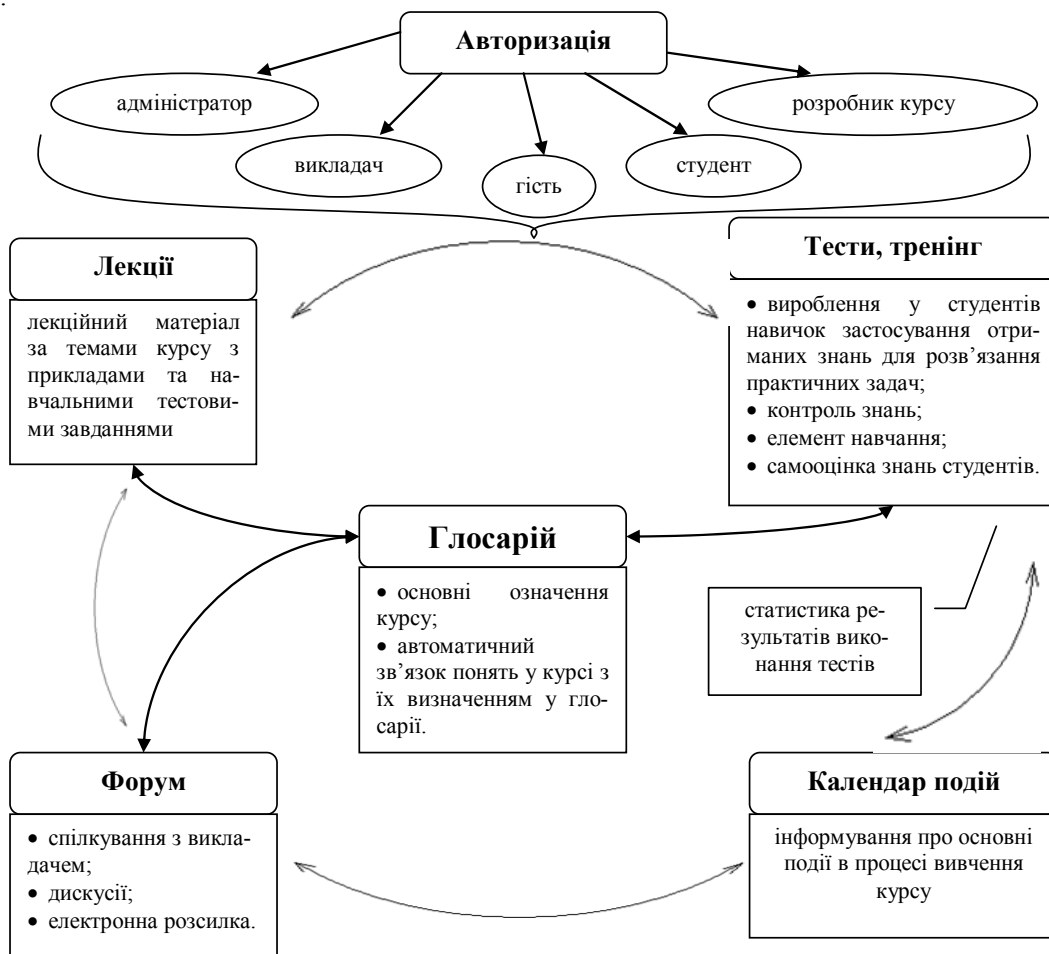 .
Авторизація
адміністратор
розробник курсу
викладач
студент
гість
Лекції
лекційний матеріал
за темами курсу з
прикладами та на-
вчальними тестови-
ми завданнями
Тести, тренінг
• вироблення у студентів
навичок застосування отри-
маних знань для розв’язання
практичних задач;
• контроль знань;
• елемент навчання;
• самооцінка знань студентів.
Глосарій
• основні означення
курсу;
• автоматичний
зв’язок понять у курсі з
їх визначенням у гло-
сарії.
статистика ре-
зультатів вико-
нання тестів
Форум
• спілкування з викла-
дачем;
• дискусії;
• електронна розсилка.
Календар подій
інформування про основні
події в процесі вивчення
курсу